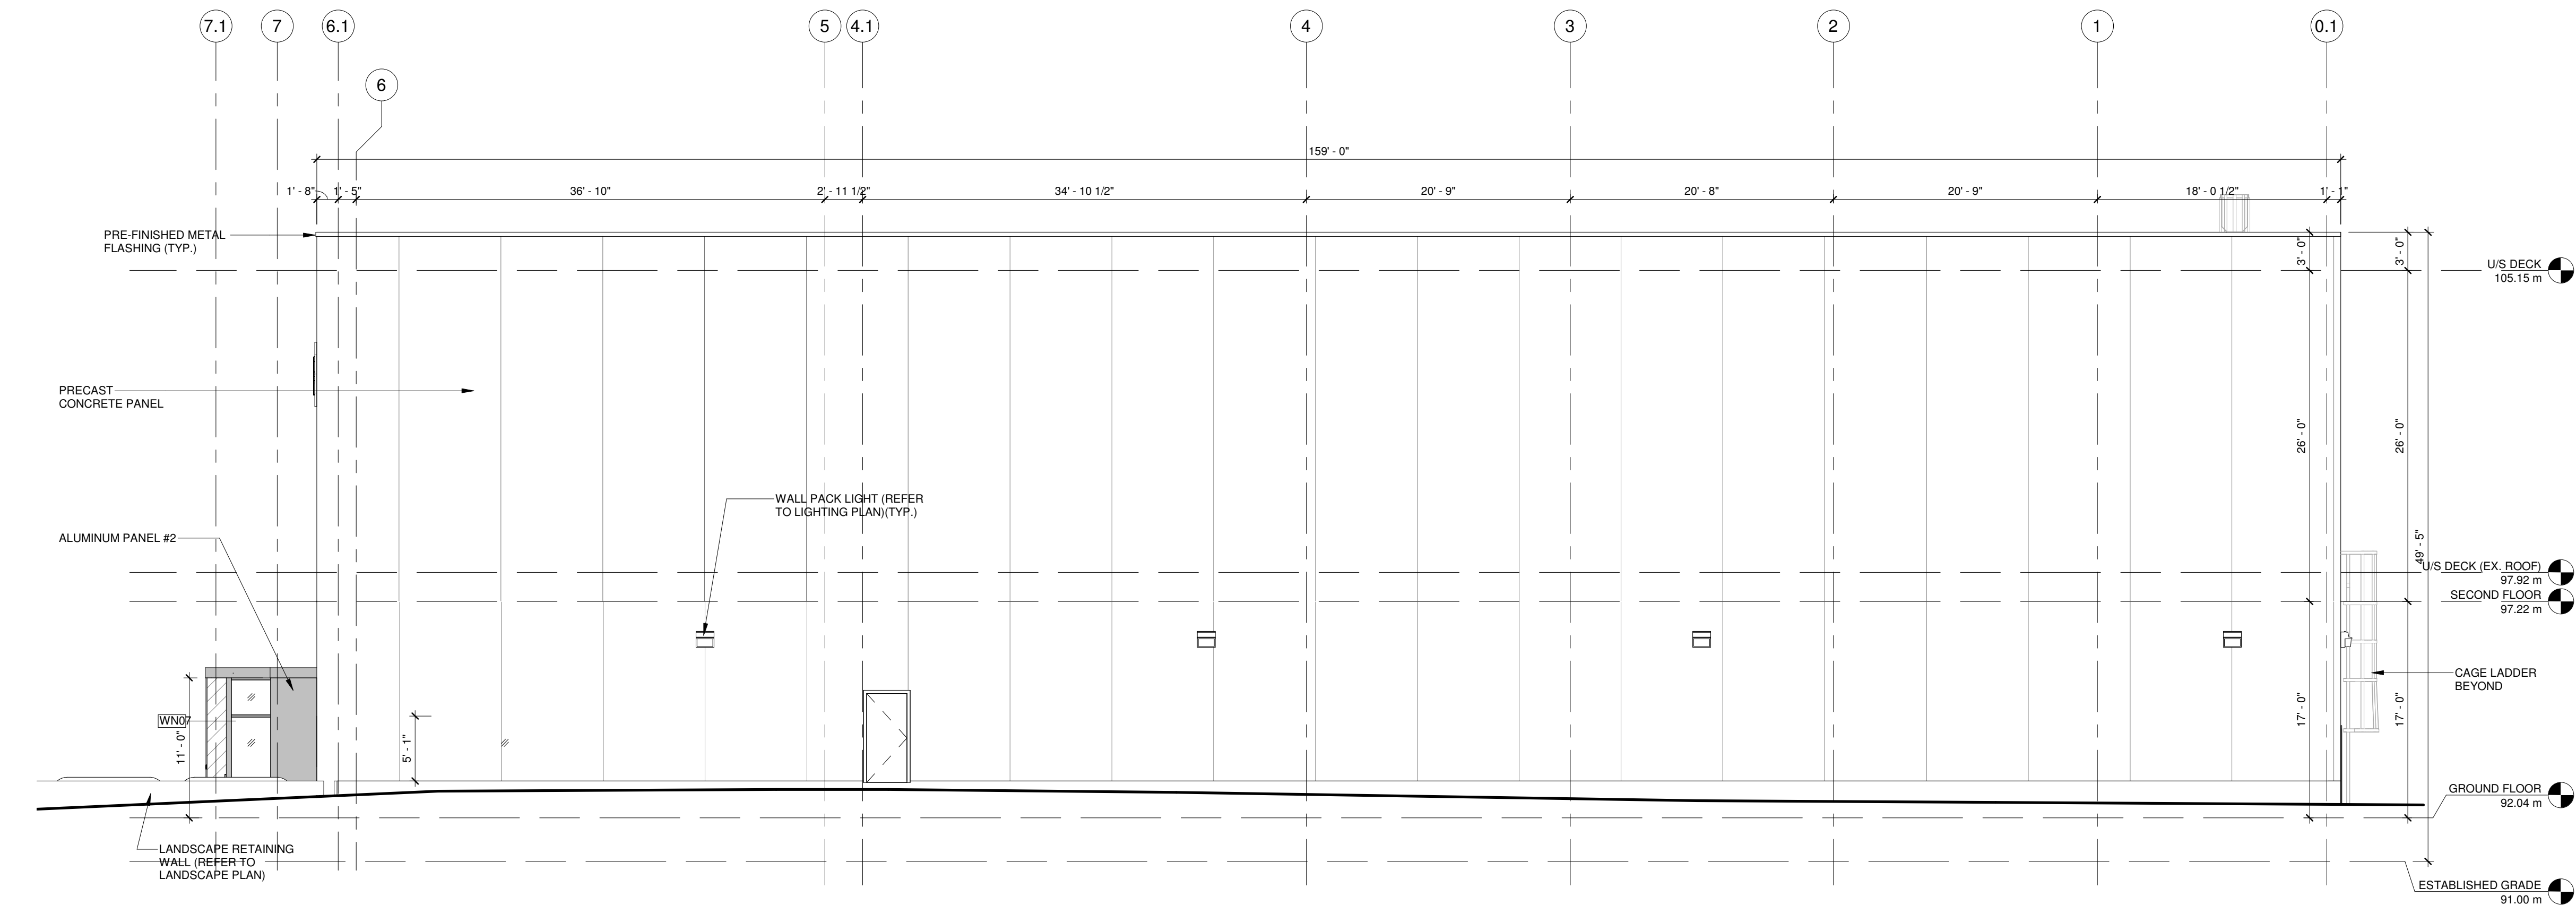 7.1
7
6.1
5
4.1
4
3
2
1
0.1
6
159' - 0"
1' - 8"
1' - 5"
36' - 10"
2' - 11 1/2"
34' - 10 1/2"
20' - 9"
20' - 8"
20' - 9"
18' - 0 1/2"
1' - 1"
PRE-FINISHED METAL
FLASHING (TYP.)
3' - 0"
3' - 0"
U/S DECK
105.15 m
PRECAST
CONCRETE PANEL
26' - 0"
26' - 0"
WALL PACK LIGHT (REFER
TO LIGHTING PLAN)(TYP.)
ALUMINUM PANEL #2
49' - 5"
U/S DECK (EX. ROOF)
97.92 m
SECOND FLOOR
97.22 m
CAGE LADDER
BEYOND
WN07
11' - 0"
5' - 1"
17' - 0"
17' - 0"
GROUND FLOOR
92.04 m
LANDSCAPE RETAINING
WALL (REFER TO
LANDSCAPE PLAN)
ESTABLISHED GRADE
91.00 m